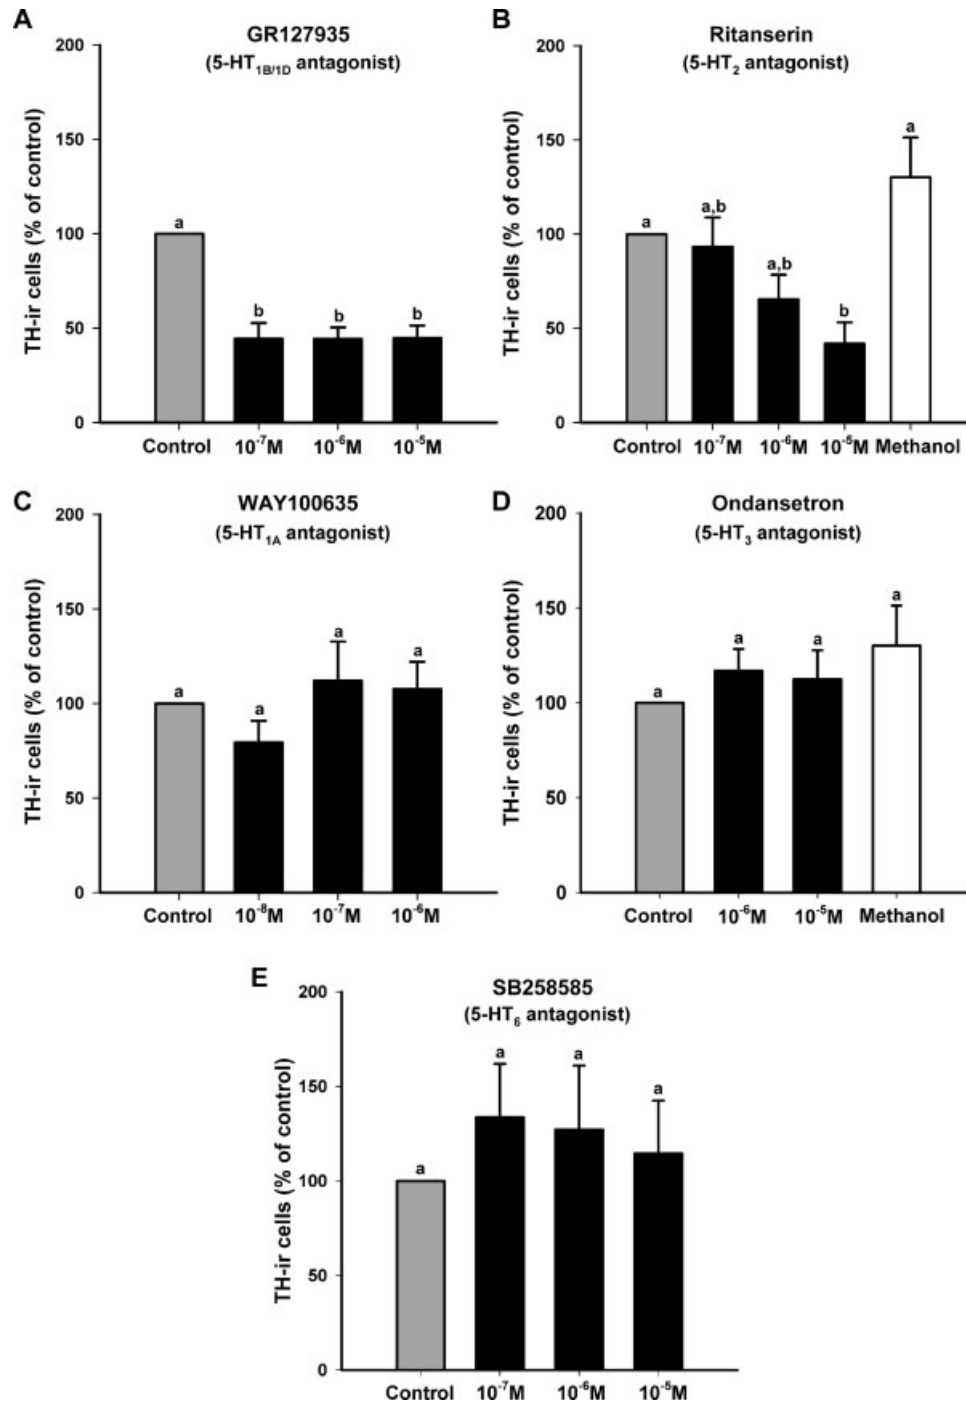 A
GR127935
(5-HT1B/1D antagonist)
TH-ir cells (% of control)
200
150
100
50
0
a
b
b
b
Control
10-7M
10-6M
10-5M
B
Ritanserin
(5-HT2 antagonist)
TH-ir cells (% of control)
200
150
100
50
0
a
a,b
a,b
b
a
Control
10-7M
10-6M
10-5M
Methanol
C
WAY100635
(5-HT1A antagonist)
TH-ir cells (% of control)
200
150
100
50
0
a
a
a
a
Control
10-8M
10-7M
10-6M
D
Ondansetron
(5-HT3 antagonist)
TH-ir cells (% of control)
200
150
100
50
0
a
a
a
a
Control
10-6M
10-5M
Methanol
E
SB258585
(5-HT6 antagonist)
TH-ir cells (% of control)
200
150
100
50
0
a
a
a
a
Control
10-7M
10-6M
10-5M